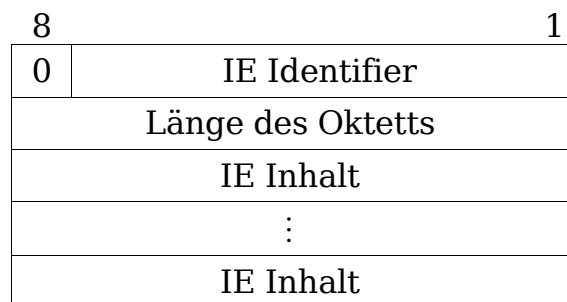 8 1
0 IE Identifier
Länge des Oktetts
IE Inhalt
⋮
IE Inhalt